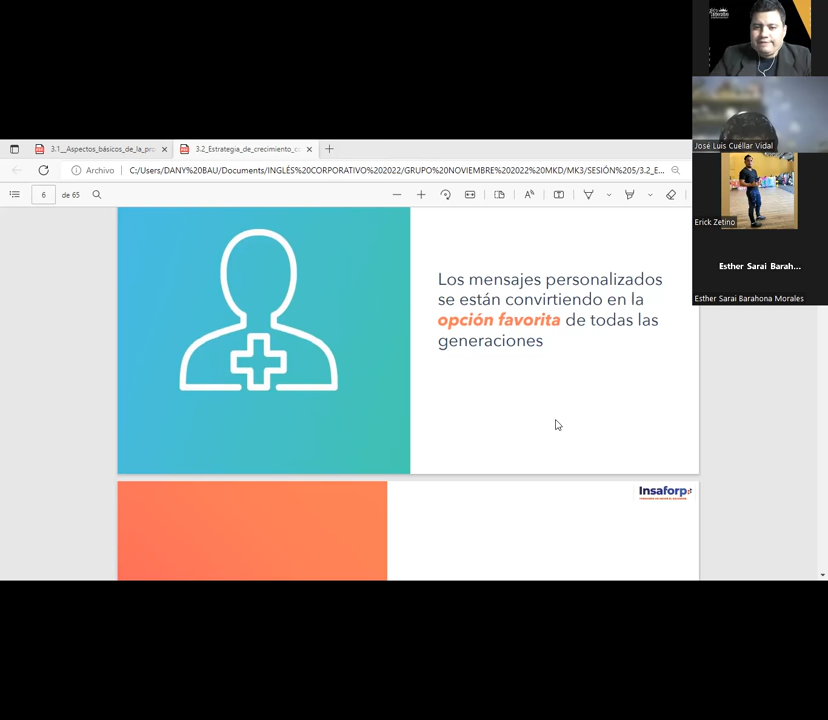 3.1__Aspectos_básicos_de_la_pro
3.2_Estrategia_de_crecimiento_c
Archivo
C:/Users/DANY%20BAU/Documents/INGLÉS%20CORPORATIVO%202022/GRUPO%20NOVIEMBRE%202022%20MKD/MK3/SESIÓN%205/3.2_E...
6 de 65
Los mensajes personalizados
se están convirtiendo en la
opción favorita de todas las
generaciones
Insaforp
José Luis Cuéllar Vidal
Erick Zetino
Esther Sarai Barah...
Esther Sarai Barahona Morales